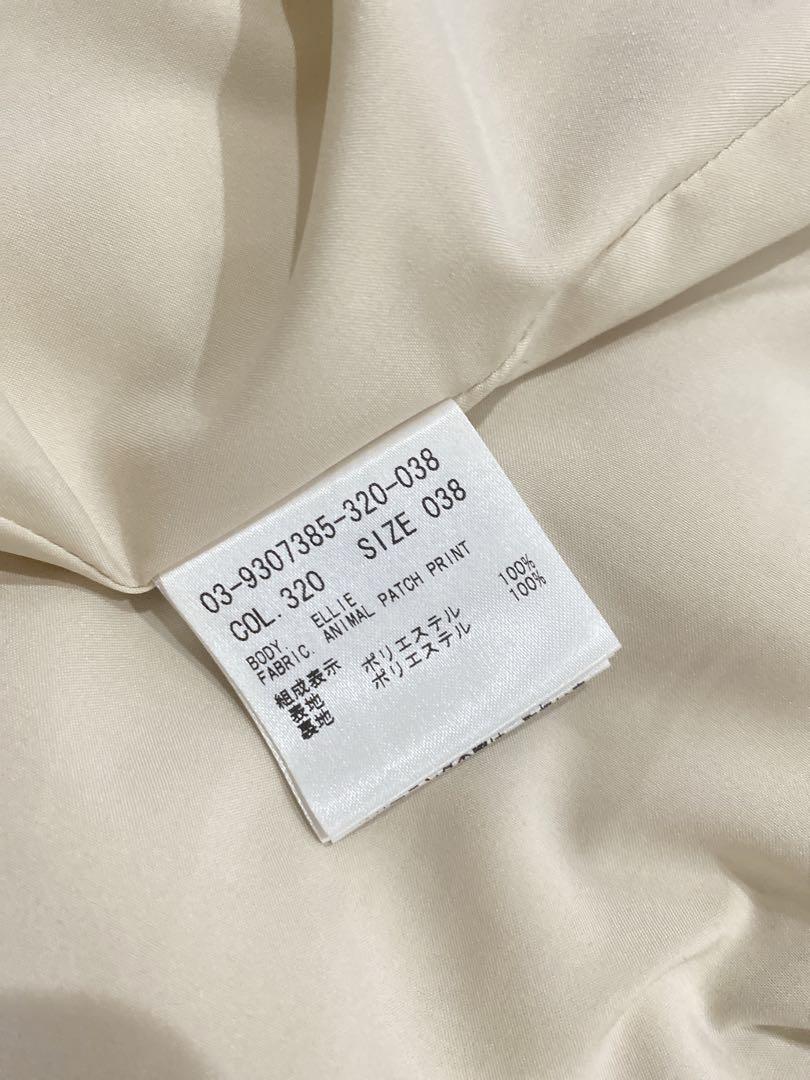 03-9307385-320-038
COL. 320 SIZE 038
BODY. ELLIE
FABRIC. ANIMAL PATCH PRINT
組成表示
表地 ポリエステル 100%
裏地 ポリエステル 100%